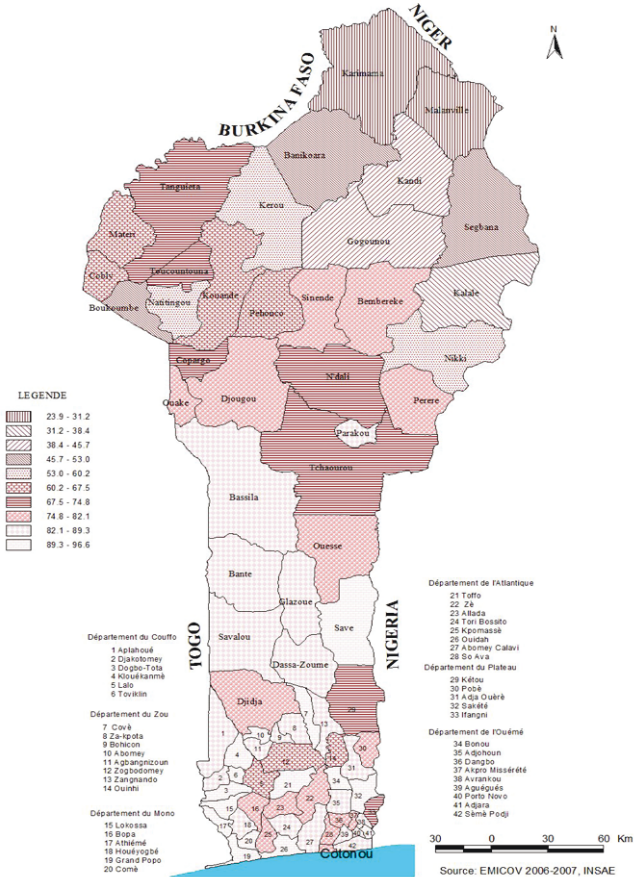 NIGER
N
Karimama
BURKINA FASO
Malanville
Banikoara
Kandi
Tanguieta
Kerou
Segbana
Materi
Gogounou
Cobly
Toucountouna
Kalale
Boukoumbe
Natitingou
Kouande
Pehonco
Sinende
Bembereke
Nikki
Copargo
N'dali
Ouake
Djougou
Perere
Parakou
Tchaourou
Bassila
Ouesse
Bante
Glazoue
Save
Savalou
Dassa-Zoume
TOGO
NIGERIA
Djidja
Cotonou
LEGENDE
23.9 - 31.2
31.2 - 38.4
38.4 - 45.7
45.7 - 53.0
53.0 - 60.2
60.2 - 67.5
67.5 - 74.8
74.8 - 82.1
82.1 - 89.3
89.3 - 96.6
Département du Couffo
1 Aplahoué
2 Djakotomey
3 Dogbo-Tota
4 Klouékanmè
5 Lalo
6 Toviklin
Département du Zou
7 Covè
8 Za-kpota
9 Bohicon
10 Abomey
11 Agbangnizoun
12 Zogbodomey
13 Zangnando
14 Ouinhi
Département du Mono
15 Lokossa
16 Bopa
17 Athlémé
18 Houéyogbé
19 Grand Popo
20 Comè
Département de l'Atlantique
21 Toffo
22 Zè
23 Allada
24 Tori Bossito
25 Kpomassè
26 Ouidah
27 Abomey Calavi
28 So Ava
Département du Plateau
29 Kétou
30 Pobè
31 Adja Ouèrè
32 Sakété
33 Ifangni
Département de l'Ouémé
34 Bonou
35 Adjohoun
36 Dangbo
37 Akpro Missérété
38 Avrankou
39 Aguégués
40 Porto Novo
41 Adjara
42 Sèmè Podji
30 0 30 60 Km
Source: EMICOV 2006-2007, INSAE